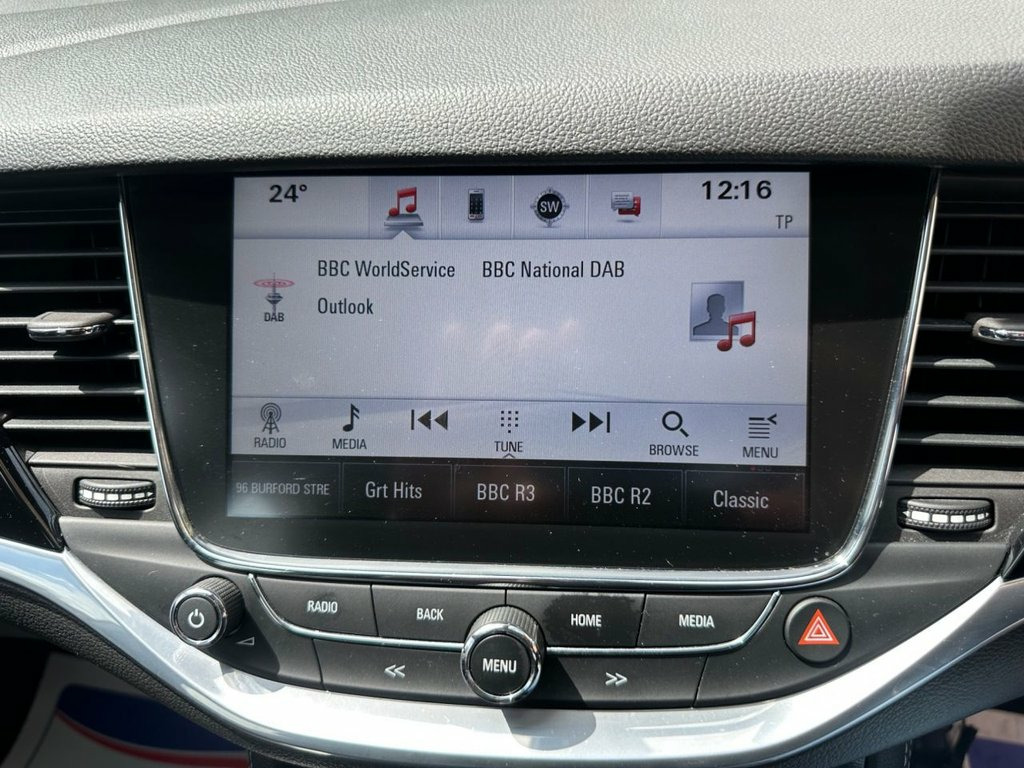 24° SW 12:16
TP
BBC WorldService BBC National DAB
DAB Outlook
RADIO MEDIA TUNE BROWSE MENU
96 BURFORD STRE Grt Hits BBC R3 BBC R2 Classic
RADIO BACK HOME MEDIA
MENU